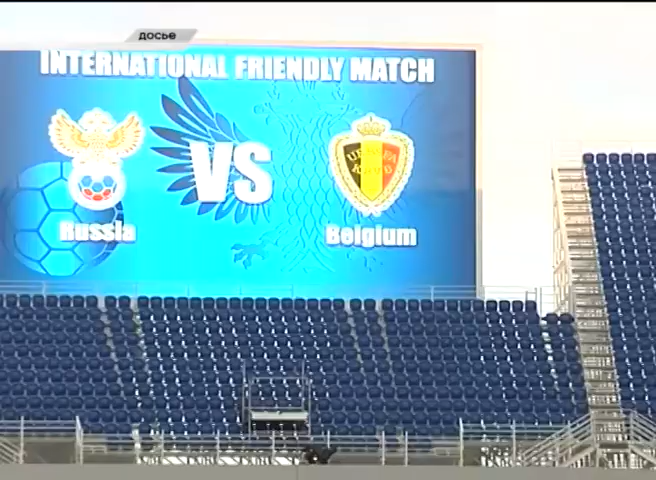 досье
INTERNATIONAL FRIENDLY MATCH
VS
Russia
Belgium